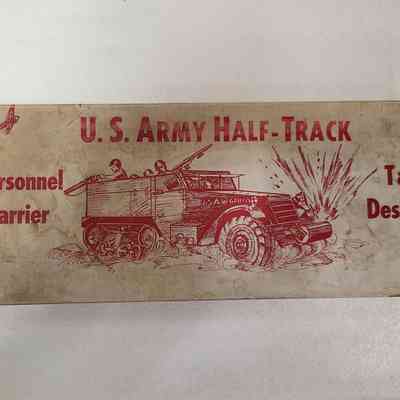 U. S. ARMY HALF-TRACK
ersonnel
arrier
Ta
Des